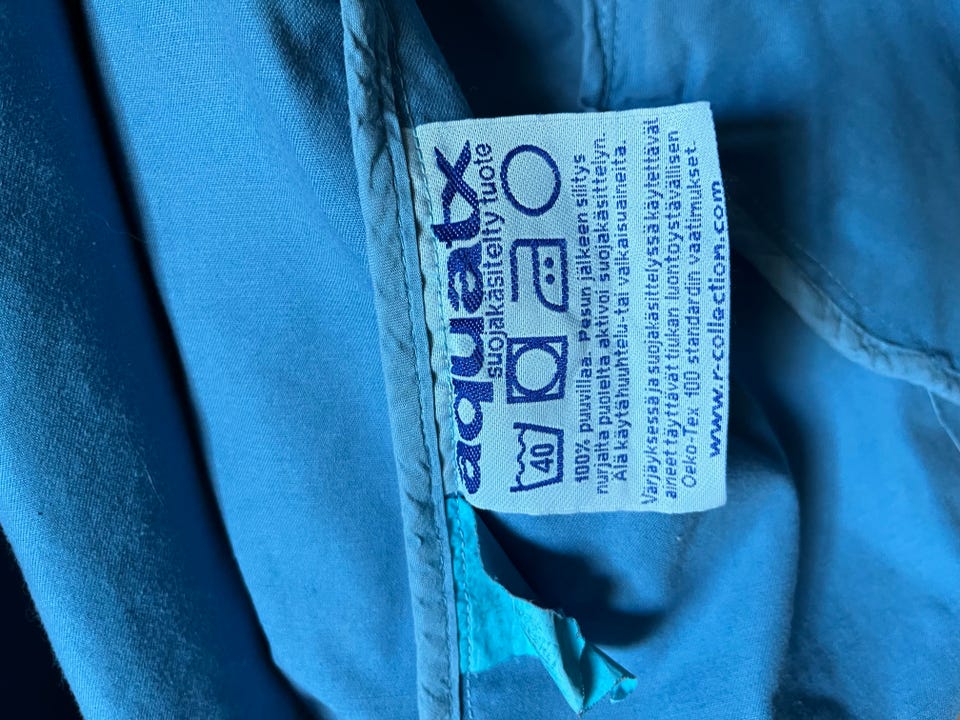 aquatx
suojakäsitelty tuote
40
100% puuvillaa. Pesun jälkeen silitys
nurjalta puolelta aktivoi suojakäsittelyn.
Älä käytä huuhtelu-tai valkaisuaineita.
Värjäyksessä ja suojakäsittelyssä käytettävät
aineet täyttävät tiukan luontoystävällisen
Oeko-Tex 100 standardin vaatimukset.
www.r-collection.com